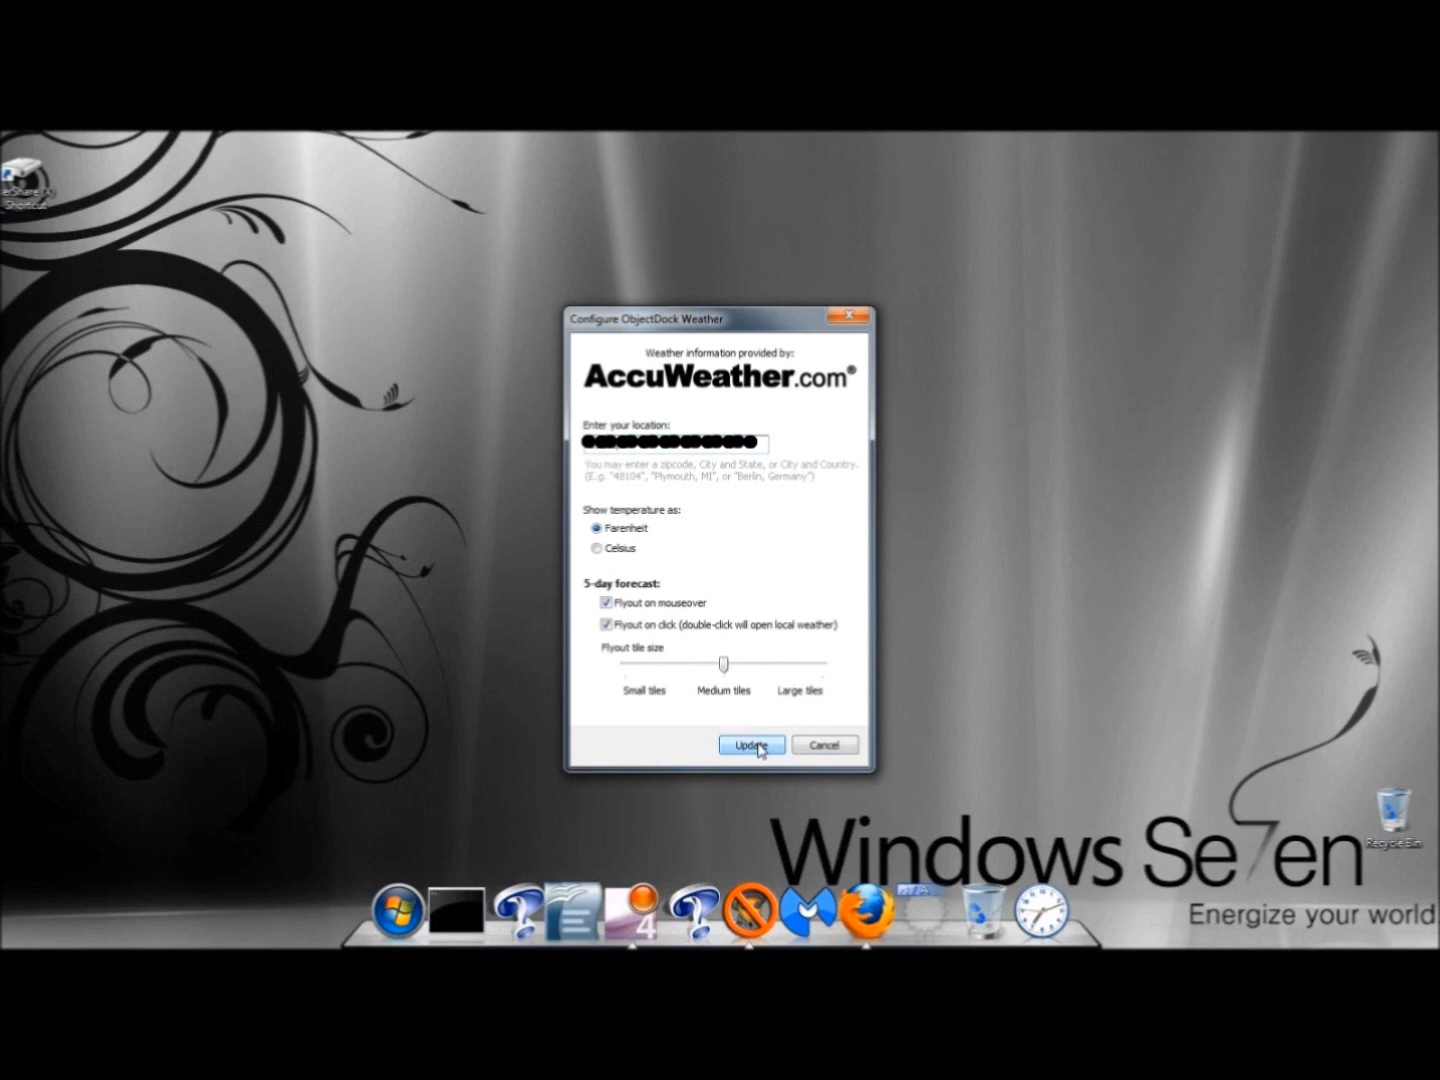 Shortcut
Configure ObjectDock Weather
Weather information provided by:
AccuWeather.com®
Enter your location:
You may enter a zipcode, City and State, or City and Country.
(E.g. "48104", "Plymouth, MI", or "Berlin, Germany")
Show temperature as:
Farenheit
Celsius
5-day forecast:
Flyout on mouseover
Flyout on click (double-click will open local weather)
Flyout tile size
Small tiles Medium tiles Large tiles
Update Cancel
Windows Se7en
Recycle Bin
Energize your world
4